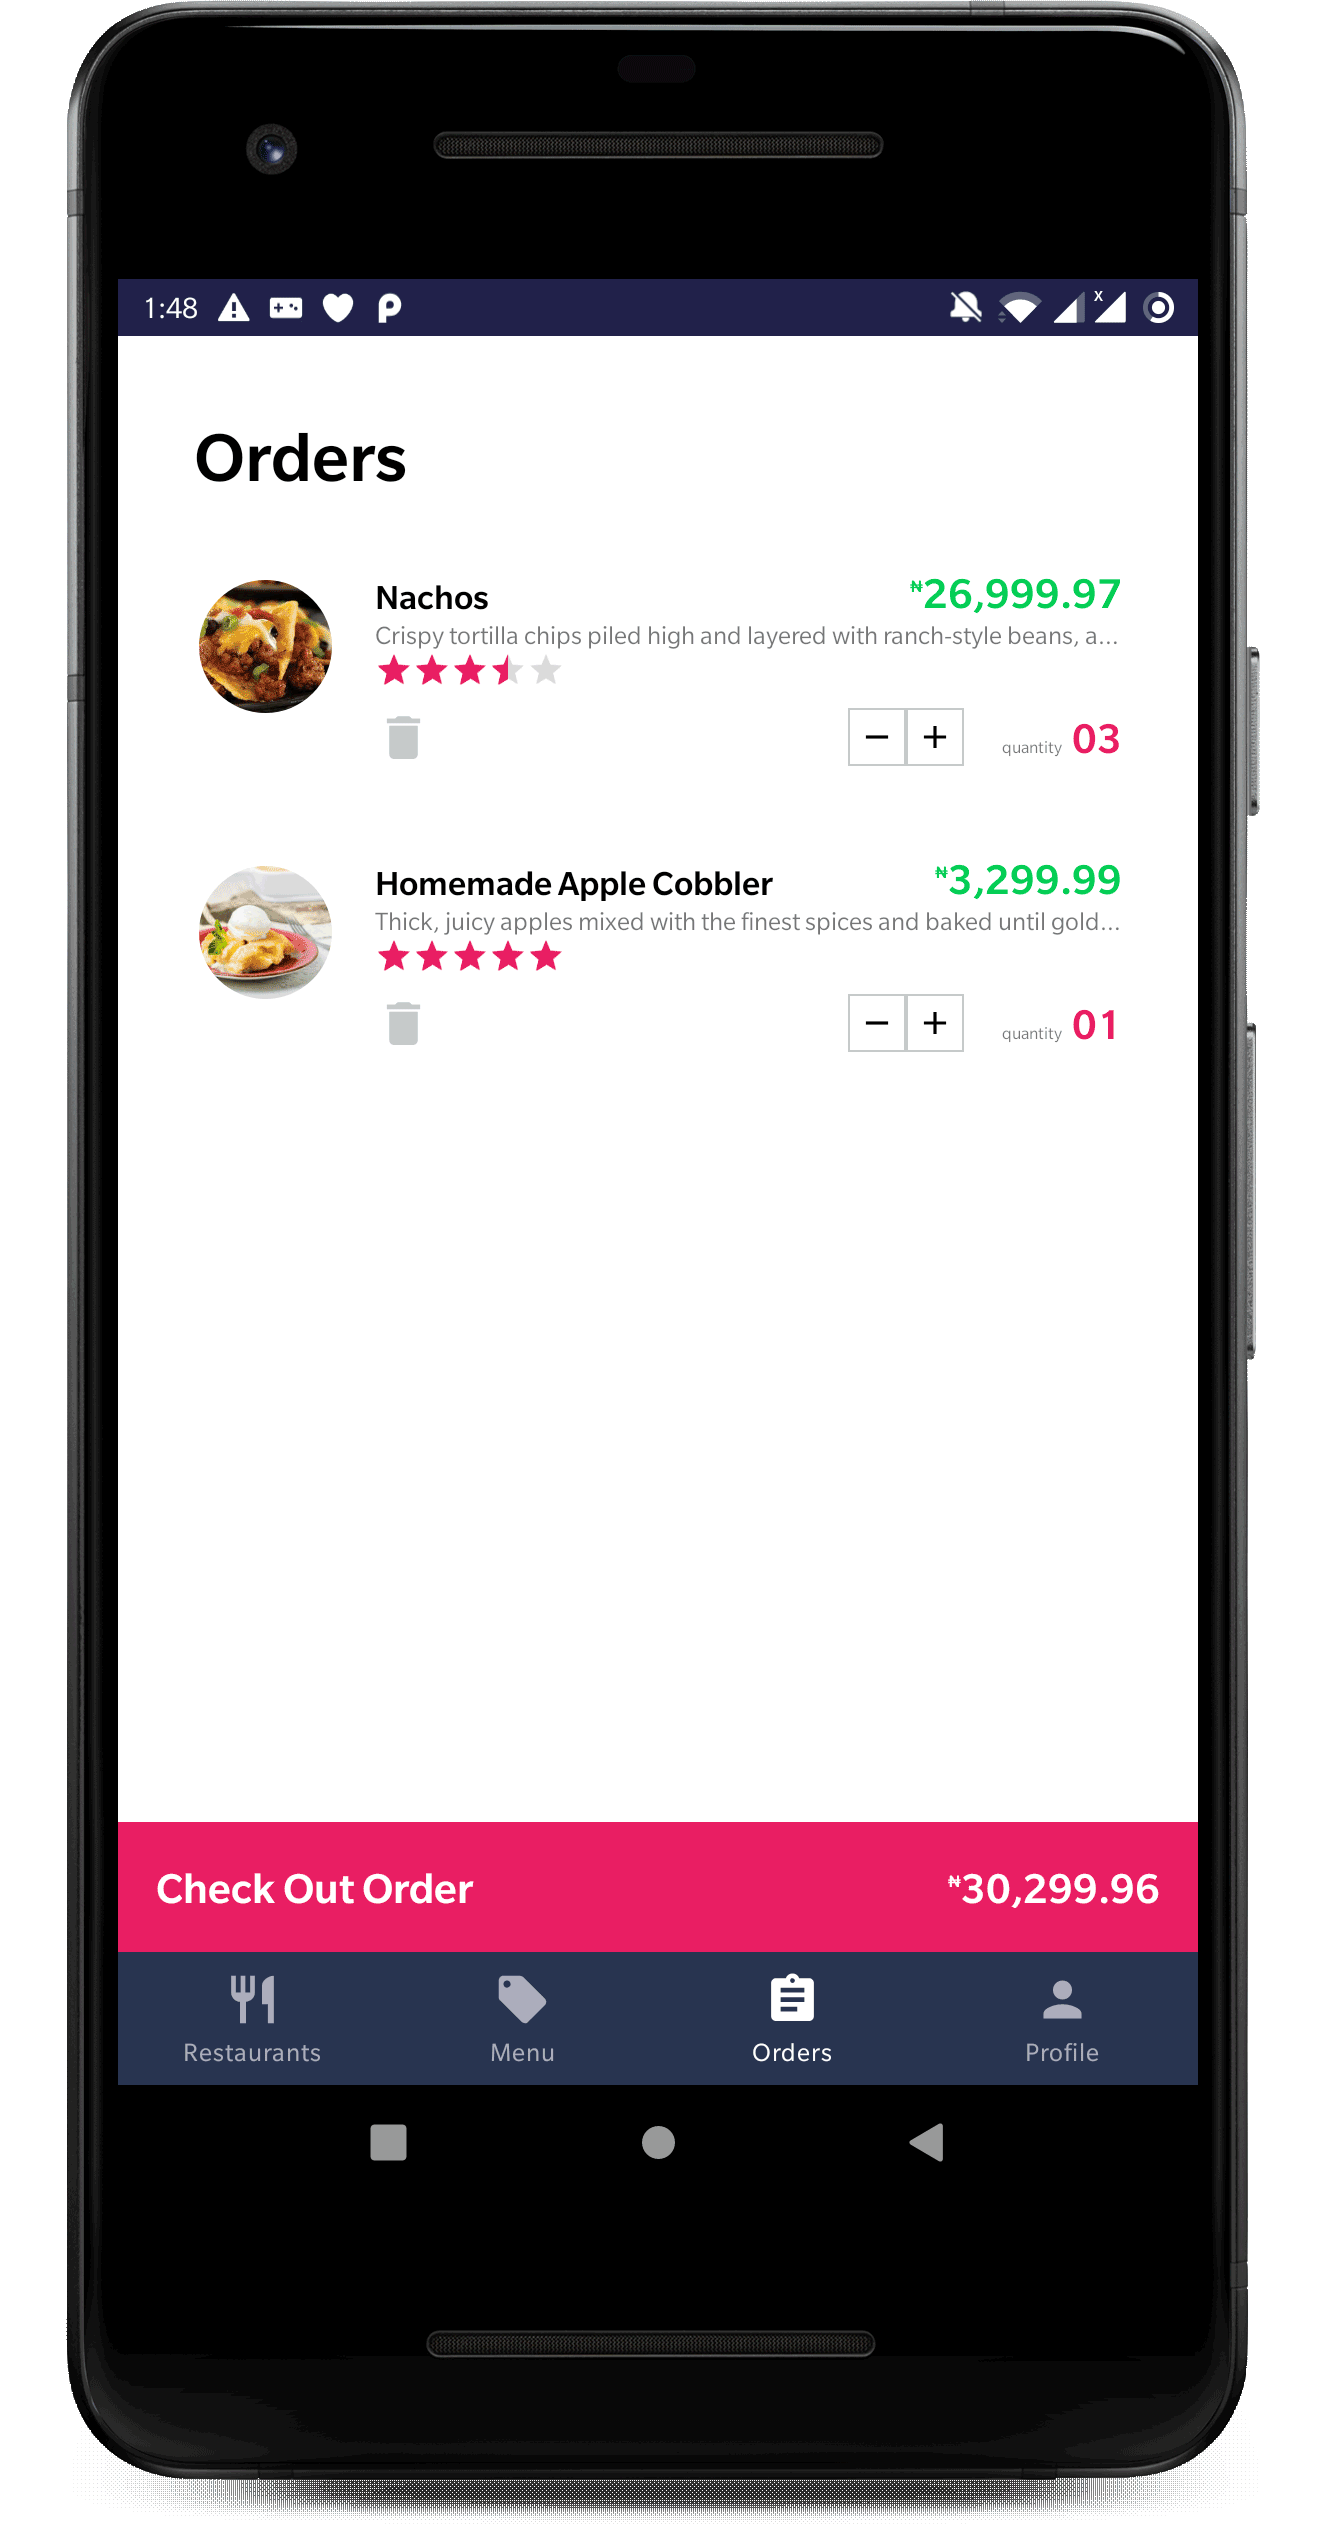 1:48
x
Orders
Nachos
₦26,999.97
Crispy tortilla chips piled high and layered with ranch-style beans, a...
quantity 03
Homemade Apple Cobbler
₦3,299.99
Thick, juicy apples mixed with the finest spices and baked until gold...
quantity 01
Check Out Order ₦30,299.96
Restaurants Menu Orders Profile